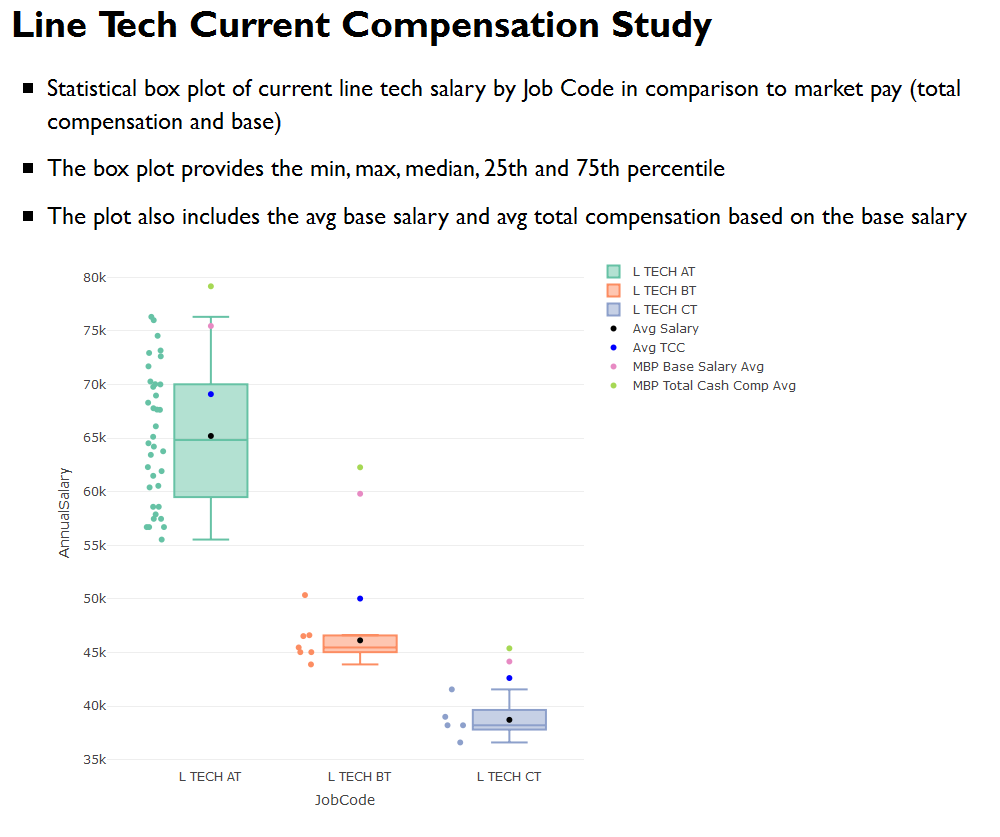 Line Tech Current Compensation Study
Statistical box plot of current line tech salary by Job Code in comparison to market pay (total
compensation and base)
The box plot provides the min, max, median, 25th and 75th percentile
The plot also includes the avg base salary and avg total compensation based on the base salary
80k
75k
70k
65k
60k
55k
50k
45k
40k
35k
AnnualSalary
L TECH AT
L TECH BT
L TECH CT
JobCode
L TECH AT
L TECH BT
L TECH CT
Avg Salary
Avg TCC
MBP Base Salary Avg
MBP Total Cash Comp Avg